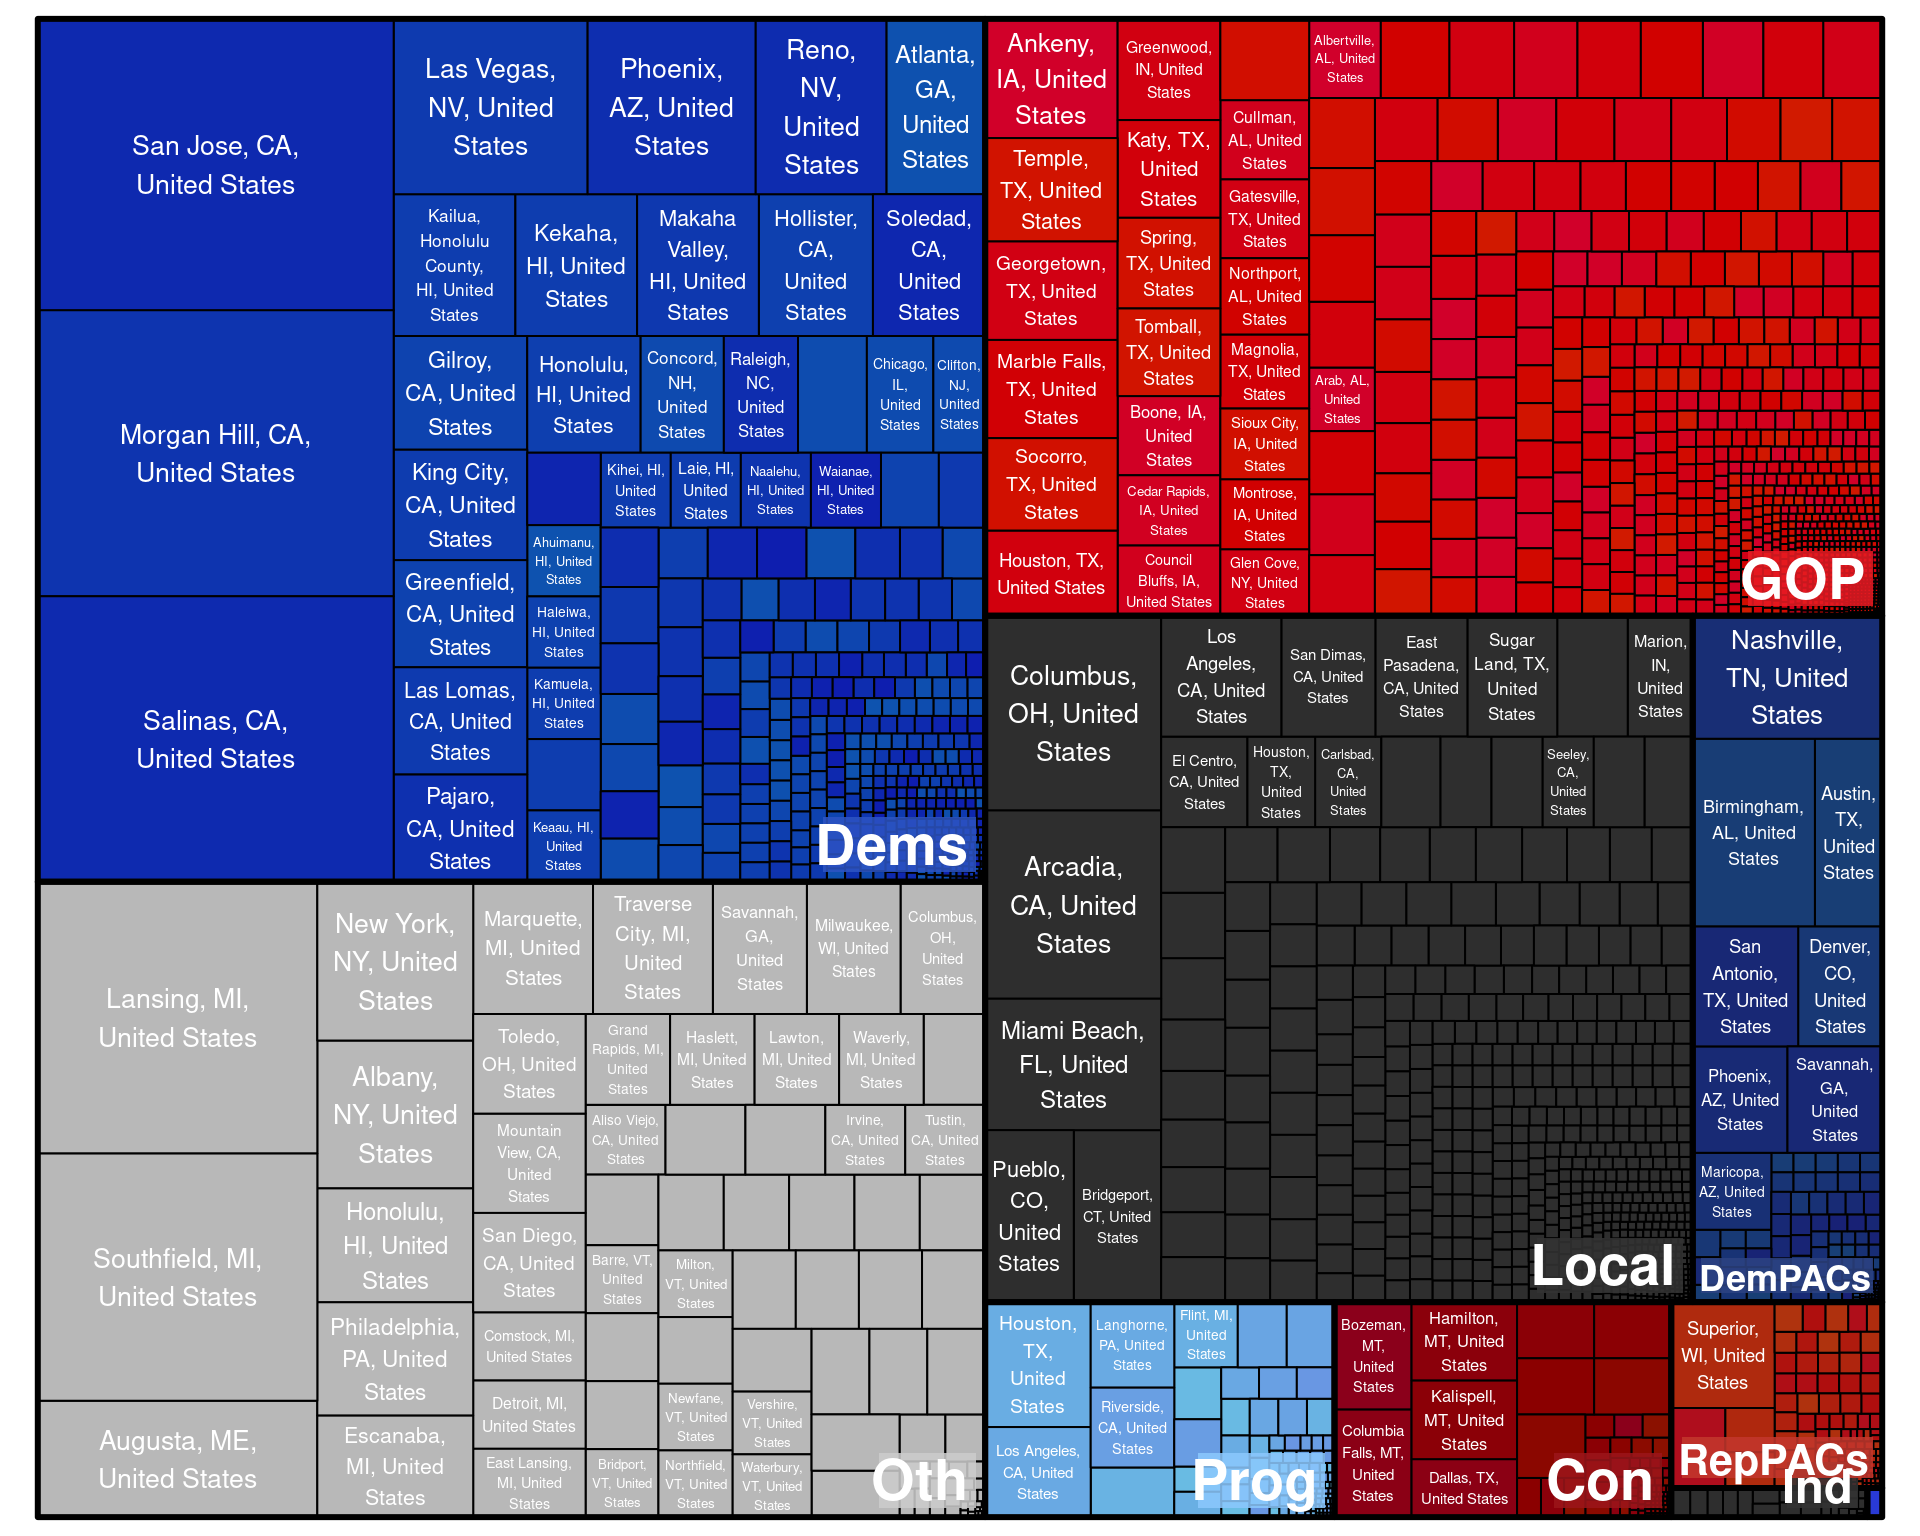 San Jose, CA,
United States
Morgan Hill, CA,
United States
Salinas, CA,
United States
Las Vegas,
NV, United
States
Phoenix,
AZ, United
States
Reno,
NV,
United
States
Atlanta,
GA,
United
States
Kailua,
Honolulu
County,
HI, United
States
Kekaha,
HI, United
States
Makaha
Valley,
HI, United
States
Hollister,
CA,
United
States
Soledad,
CA,
United
States
Gilroy,
CA, United
States
Honolulu,
HI, United
States
Concord,
NH,
United
States
Raleigh,
NC,
United
States
Chicago,
IL,
United
States
Clifton,
NJ,
United
States
King City,
CA, United
States
Kihei, HI,
United
States
Laie, HI,
United
States
Naalehu,
HI, United
States
Waianae,
HI, United
States
Ahuimanu,
HI, United
States
Greenfield,
CA, United
States
Haleiwa,
HI, United
States
Las Lomas,
CA, United
States
Kamuela,
HI, United
States
Pajaro,
CA, United
States
Keaau, HI,
United
States
Dems
Ankeny,
IA, United
States
Temple,
TX, United
States
Georgetown,
TX, United
States
Marble Falls,
TX, United
States
Socorro,
TX, United
States
Houston, TX,
United States
Greenwood,
IN, United
States
Katy, TX,
United
States
Spring,
TX, United
States
Tomball,
TX, United
States
Boone, IA,
United
States
Cedar Rapids,
IA, United
States
Council
Bluffs, IA,
United States
Cullman,
AL, United
States
Gatesville,
TX, United
States
Northport,
AL, United
States
Magnolia,
TX, United
States
Sioux City,
IA, United
States
Montrose,
IA, United
States
Glen Cove,
NY, United
States
Albertville,
AL, United
States
Arab, AL,
United
States
GOP
Lansing, MI,
United States
Southfield, MI,
United States
Augusta, ME,
United States
New York,
NY, United
States
Albany,
NY, United
States
Honolulu,
HI, United
States
Philadelphia,
PA, United
States
Escanaba,
MI, United
States
Marquette,
MI, United
States
Traverse
City, MI,
United
States
Savannah,
GA,
United
States
Milwaukee,
WI, United
States
Columbus,
OH,
United
States
Toledo,
OH, United
States
Grand
Rapids, MI,
United
States
Haslett,
MI, United
States
Lawton,
MI, United
States
Waverly,
MI, United
States
Mountain
View, CA,
United
States
Aliso Viejo,
CA, United
States
Irvine,
CA, United
States
Tustin,
CA, United
States
San Diego,
CA, United
States
Barre, VT,
United
States
Milton,
VT, United
States
Comstock, MI,
United States
Detroit, MI,
United States
Newfane,
VT, United
States
Vershire,
VT, United
States
East Lansing,
MI, United
States
Bridport,
VT, United
States
Northfield,
VT, United
States
Waterbury,
VT, United
States
Oth
Columbus,
OH, United
States
Arcadia,
CA, United
States
Miami Beach,
FL, United
States
Pueblo,
CO,
United
States
Bridgeport,
CT, United
States
Los
Angeles,
CA, United
States
San Dimas,
CA, United
States
East
Pasadena,
CA, United
States
Sugar
Land, TX,
United
States
Marion,
IN,
United
States
El Centro,
CA, United
States
Houston,
TX,
United
States
Carlsbad,
CA,
United
States
Seeley,
CA,
United
States
Local
Nashville,
TN, United
States
Birmingham,
AL, United
States
Austin,
TX,
United
States
San
Antonio,
TX, United
States
Denver,
CO,
United
States
Phoenix,
AZ, United
States
Savannah,
GA,
United
States
Maricopa,
AZ, United
States
DemPACs
Houston,
TX,
United
States
Los Angeles,
CA, United
States
Langhorne,
PA, United
States
Riverside,
CA, United
States
Flint, MI,
United
States
Prog
Bozeman,
MT,
United
States
Columbia
Falls, MT,
United
States
Hamilton,
MT, United
States
Kalispell,
MT, United
States
Dallas, TX,
United States
Con
Superior,
WI, United
States
RepPACs
Ind